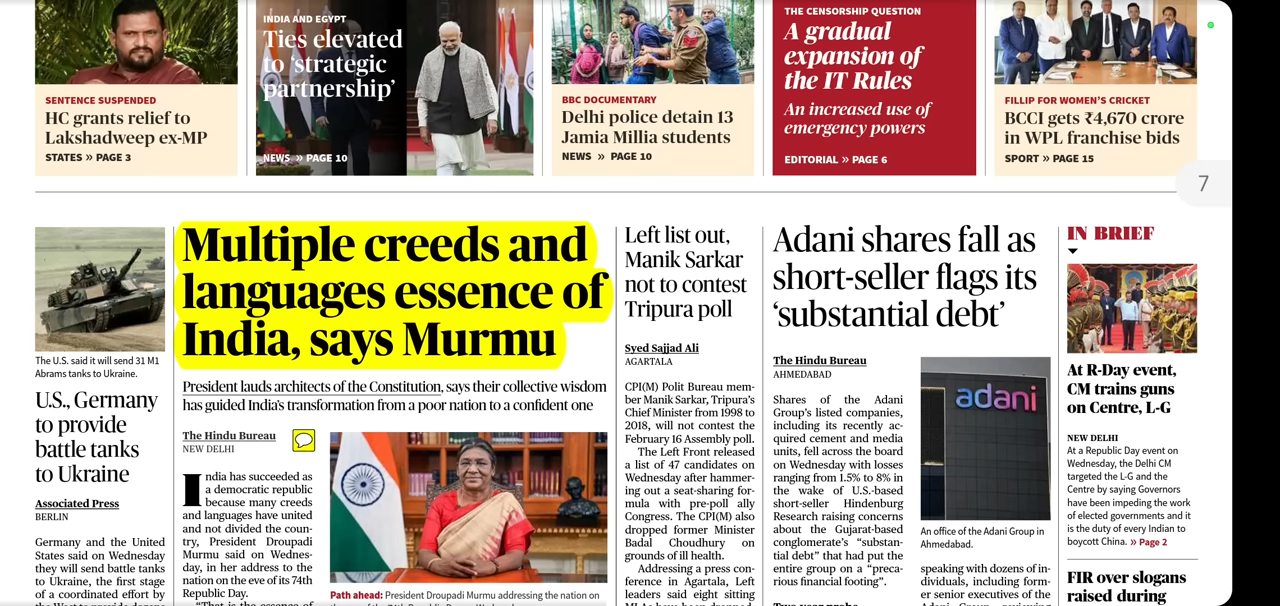 SENTENCE SUSPENDED
HC grants relief to
Lakshadweep ex-MP
STATES » PAGE 3
INDIA AND EGYPT
Ties elevated
to ‘strategic
partnership’
NEWS » PAGE 10
BBC DOCUMENTARY
Delhi police detain 13
Jamia Millia students
NEWS » PAGE 10
THE CENSORSHIP QUESTION
A gradual
expansion of
the IT Rules
An increased use of
emergency powers
EDITORIAL » PAGE 6
FILLIP FOR WOMEN’S CRICKET
BCCI gets ₹4,670 crore
in WPL franchise bids
SPORT » PAGE 15
7
The U.S. said it will send 31 M1
Abrams tanks to Ukraine.
U.S., Germany
to provide
battle tanks
to Ukraine
Associated Press
BERLIN
Germany and the United
States said on Wednesday
they will send battle tanks
to Ukraine, the first stage
of a coordinated effort by
Multiple creeds and
languages essence of
India, says Murmu
President lauds architects of the Constitution, says their collective wisdom
has guided India’s transformation from a poor nation to a confident one
The Hindu Bureau
NEW DELHI
India has succeeded as
a democratic republic
because many creeds
and languages have united
and not divided the coun-
try, President Droupadi
Murmu said on Wednes-
day, in her address to the
nation on the eve of its 74th
Republic Day.
“That is the essence of
Path ahead: President Droupadi Murmu addressing the nation on
Left list out,
Manik Sarkar
not to contest
Tripura poll
Syed Sajjad Ali
AGARTALA
CPI(M) Polit Bureau mem-
ber Manik Sarkar, Tripura’s
Chief Minister from 1998 to
2018, will not contest the
February 16 Assembly poll.
The Left Front released
a list of 47 candidates on
Wednesday after hammer-
ing out a seat-sharing for-
mula with pre-poll ally
Congress. The CPI(M) also
dropped former Minister
Badal Choudhury on
grounds of ill health.
Addressing a press con-
ference in Agartala, Left
leaders said eight sitting
Adani shares fall as
short-seller flags its
‘substantial debt’
The Hindu Bureau
AHMEDABAD
Shares of the Adani
Group’s listed companies,
including its recently ac-
quired cement and media
units, fell across the board
on Wednesday with losses
ranging from 1.5% to 8% in
the wake of U.S.-based
short-seller Hindenburg
Research raising concerns
about the Gujarat-based
conglomerate’s “substan-
tial debt” that had put the
entire group on a “preca-
rious financial footing”.
adani
An office of the Adani Group in
Ahmedabad.
speaking with dozens of in-
dividuals, including form-
er senior executives of the
IN BRIEF
At R-Day event,
CM trains guns
on Centre, L-G
NEW DELHI
At a Republic Day event on
Wednesday, the Delhi CM
targeted the L-G and the
Centre by saying Governors
have been impeding the work
of elected governments and it
is the duty of every Indian to
boycott China. » Page 2
FIR over slogans
raised during